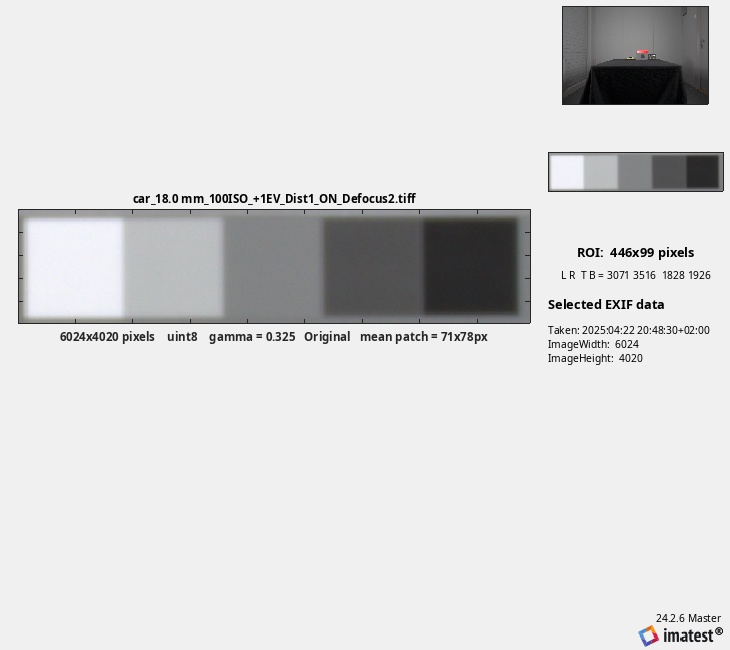 car_18.0 mm_100ISO_+1EV_Dist1_ON_Defocus2.tiff
6024x4020 pixels uint8 gamma = 0.325 Original mean patch = 71x78px
ROI: 446x99 pixels
L R T B = 3071 3516 1828 1926
Selected EXIF data
Taken: 2025:04:22 20:48:30+02:00
ImageWidth: 6024
ImageHeight: 4020
24.2.6 Master
imatest®